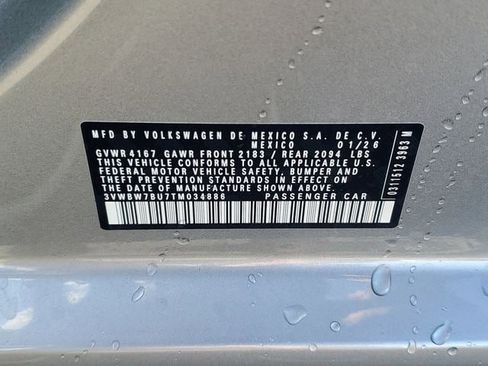 MFD BY VOLKSWAGEN DE MEXICO S.A. DE C.V.
MEXICO 01/26
GVWR 4167 GAWR FRONT 2183 / REAR 2094 LBS
THIS VEHICLE CONFORMS TO ALL APPLICABLE U.S.
FEDERAL MOTOR VEHICLE SAFETY, BUMPER AND
THEFT PREVENTION STANDARDS IN EFFECT ON THE
DATE OF MANUFACTURE SHOWN ABOVE
3VWBW7BU7TM034886 PASSENGER CAR
0311512 3963 M